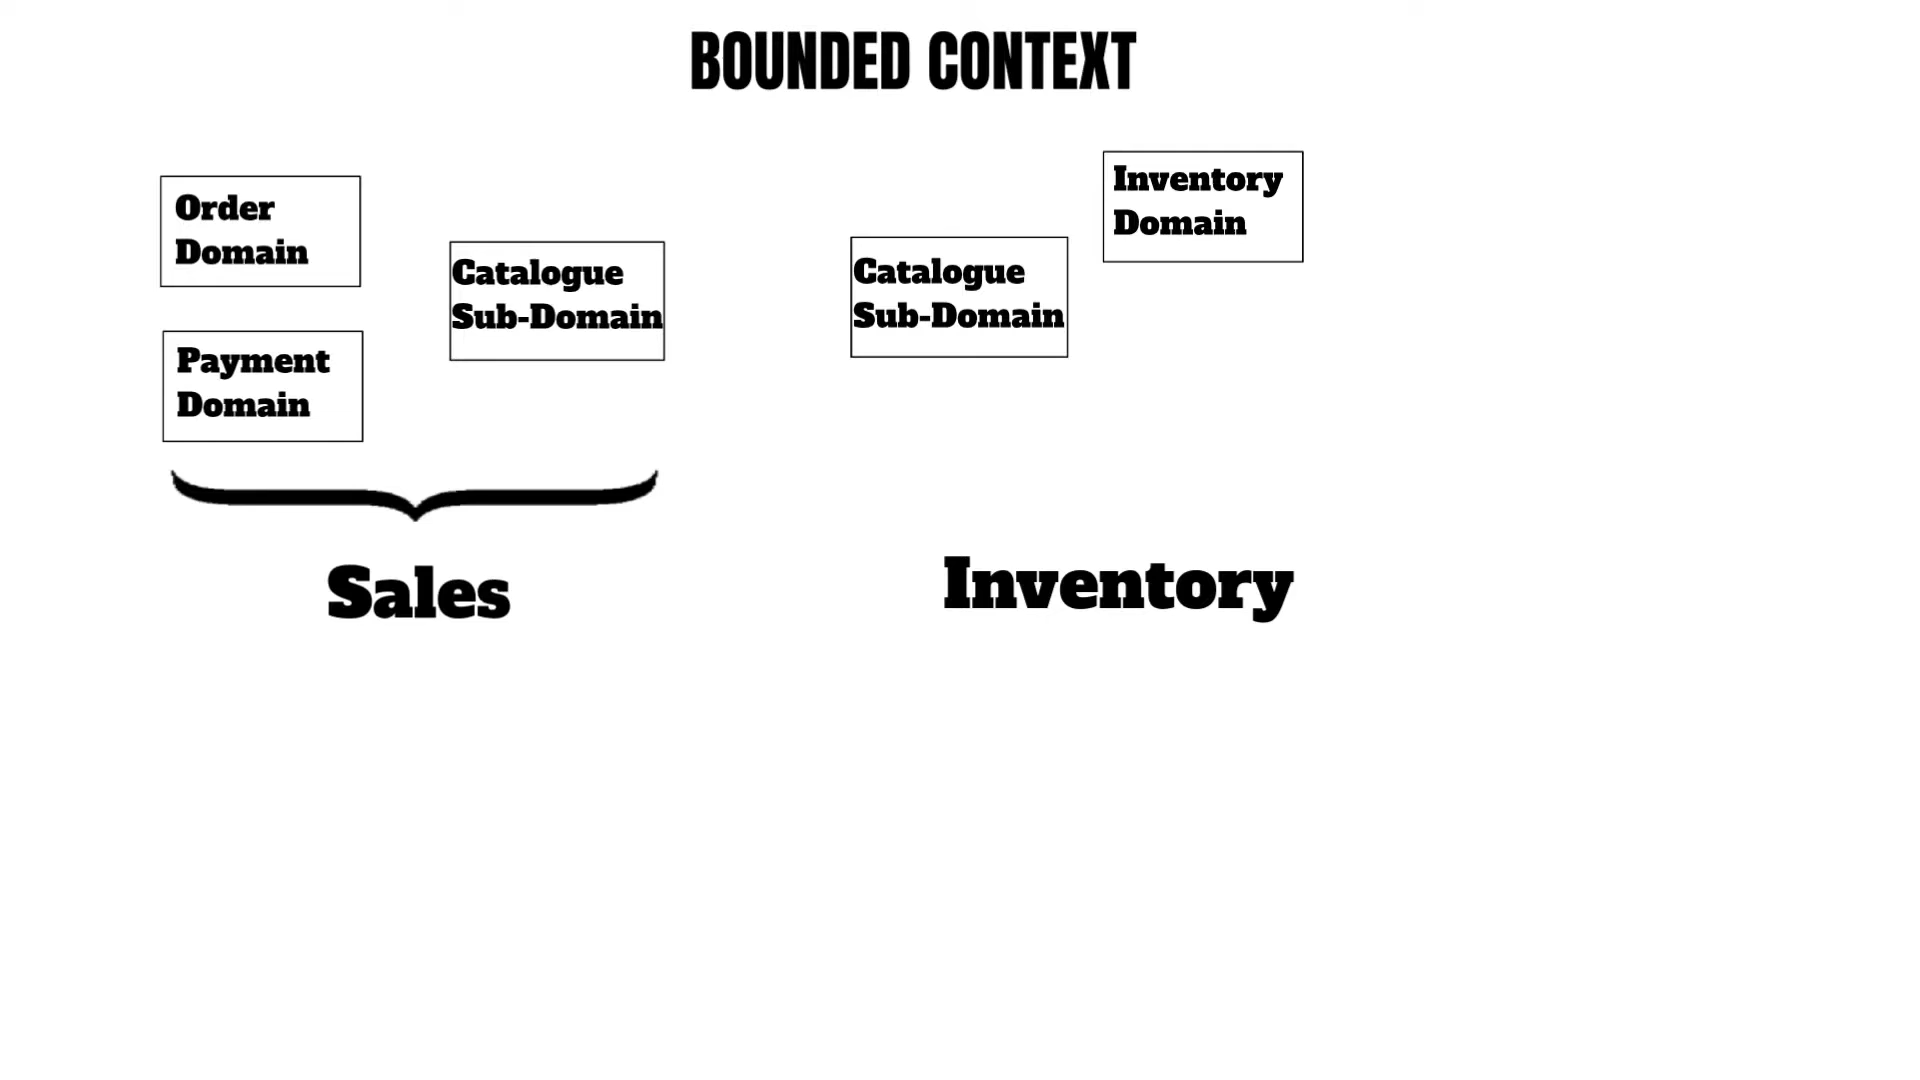 BOUNDED CONTEXT
Order
Domain
Payment
Domain
Catalogue
Sub-Domain
Sales
Catalogue
Sub-Domain
Inventory
Domain
Inventory